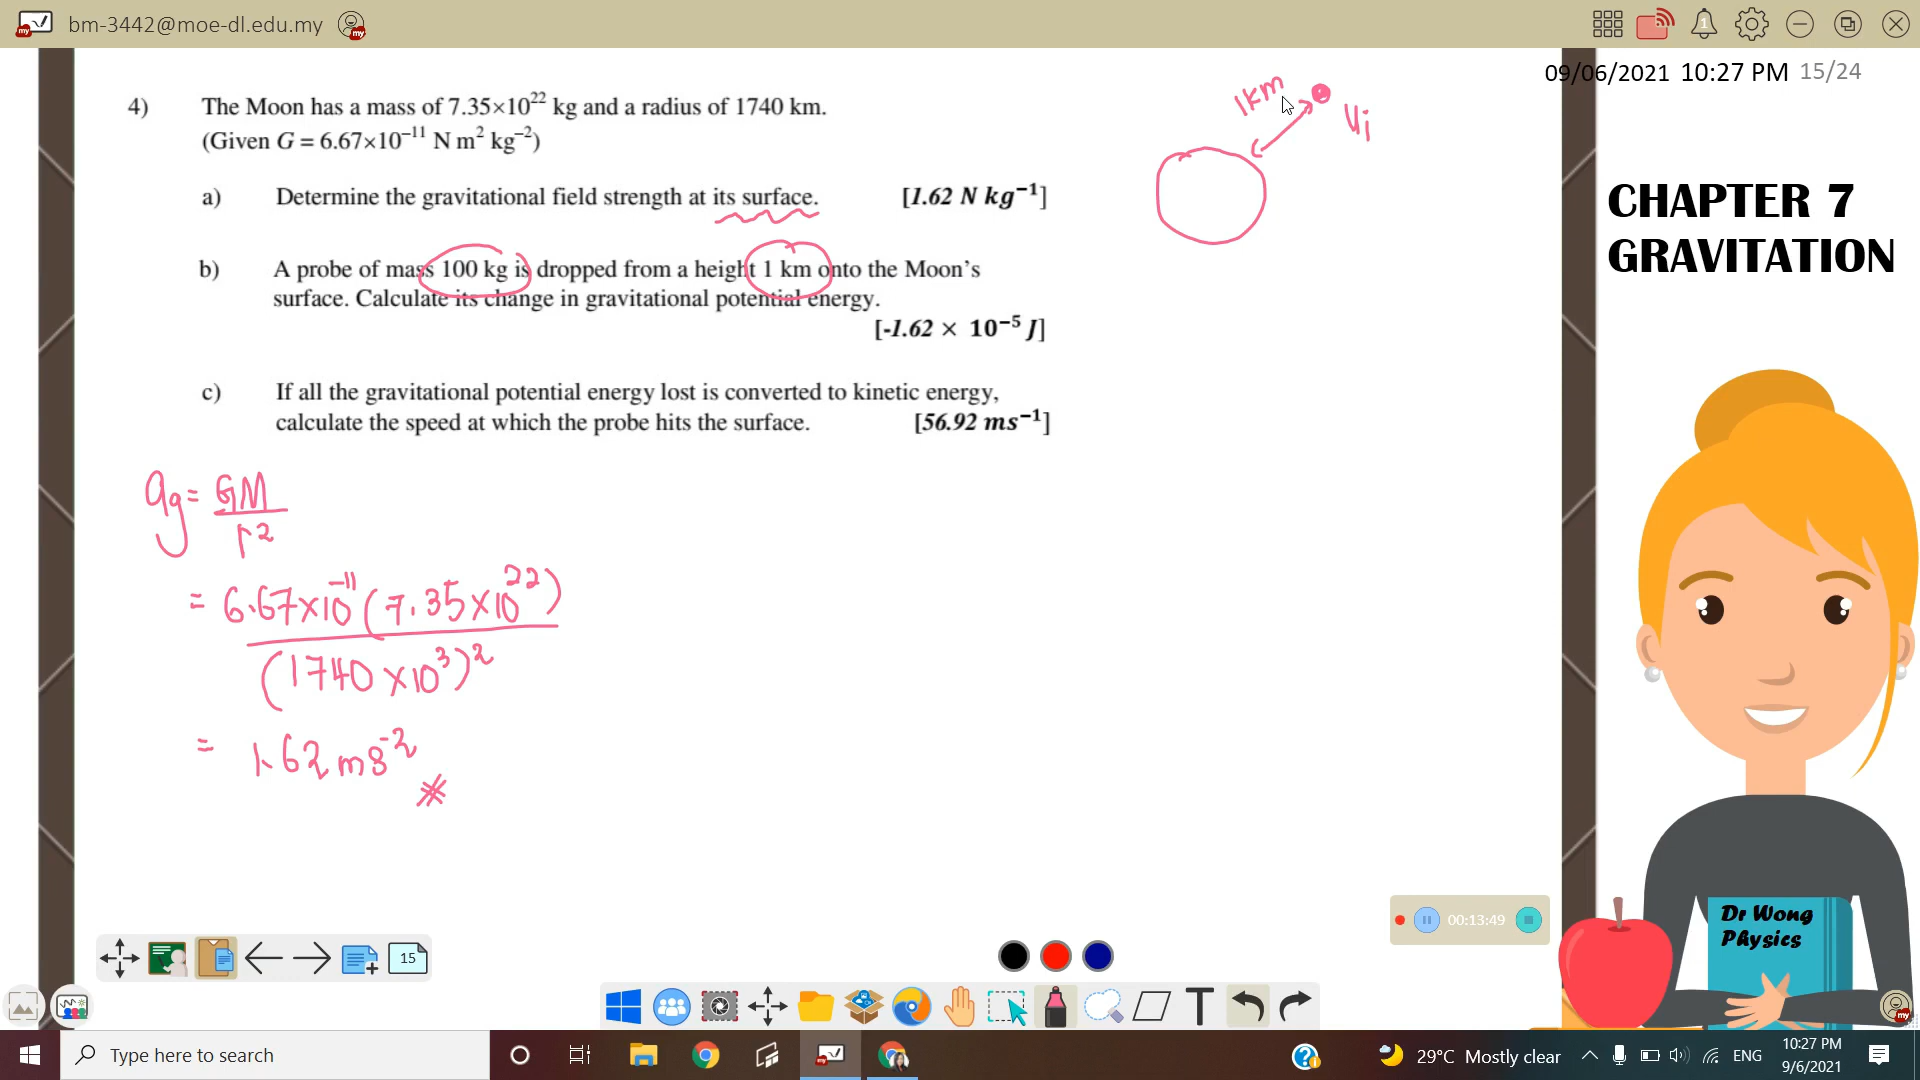 bm-3442@moe-dl.edu.my
1
09/06/2021 10:27 PM 15/24
4) The Moon has a mass of 7.35×10²² kg and a radius of 1740 km.
(Given G = 6.67×10⁻¹¹ N m² kg⁻²)
a) Determine the gravitational field strength at its surface. [1.62 N kg⁻¹]
b) A probe of mass 100 kg is dropped from a height 1 km onto the Moon's
surface. Calculate its change in gravitational potential energy.
[-1.62 × 10⁻⁵ J]
c) If all the gravitational potential energy lost is converted to kinetic energy,
calculate the speed at which the probe hits the surface. [56.92 ms⁻¹]
1km
Ui
CHAPTER 7
GRAVITATION
ag = GM
r²
= 6.67×10⁻¹¹ (7.35×10²²)
(1740 ×10³)²
= 1.62 ms⁻²
00:13:49
Dr Wong
Physics
15
T
Type here to search
29°C Mostly clear
ENG
10:27 PM
9/6/2021